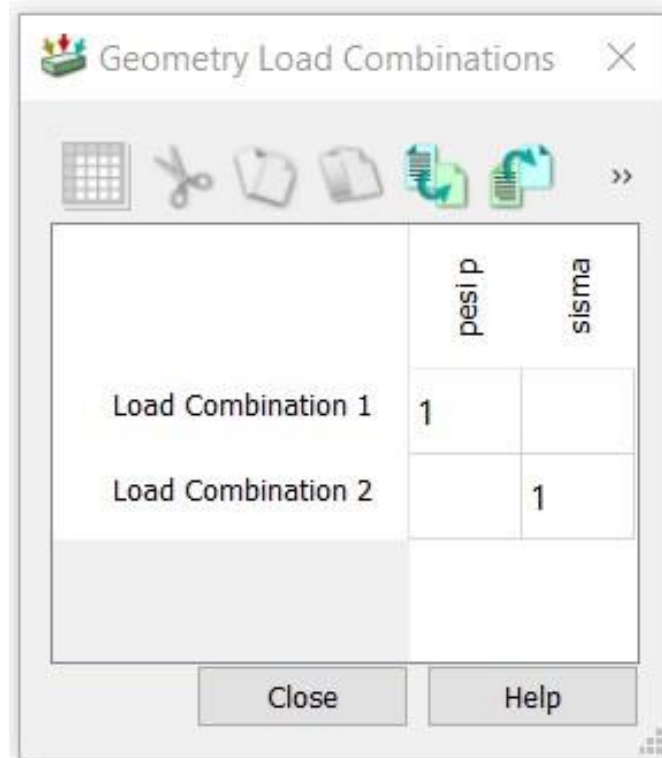 Geometry Load Combinations
»
pesi p
sisma
Load Combination 1 1
Load Combination 2 1
Close Help